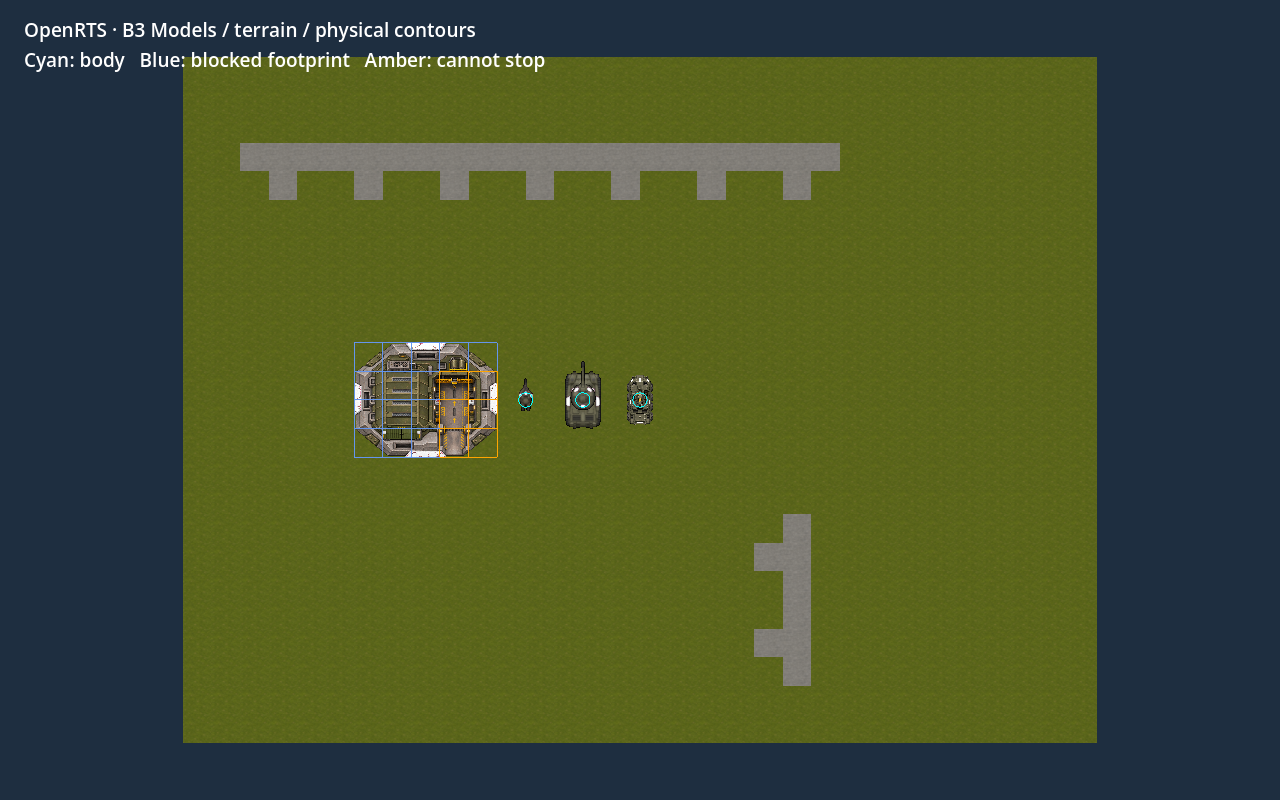 OpenRTS · B3 Models / terrain / physical contours
Cyan: body   Blue: blocked footprint   Amber: cannot stop